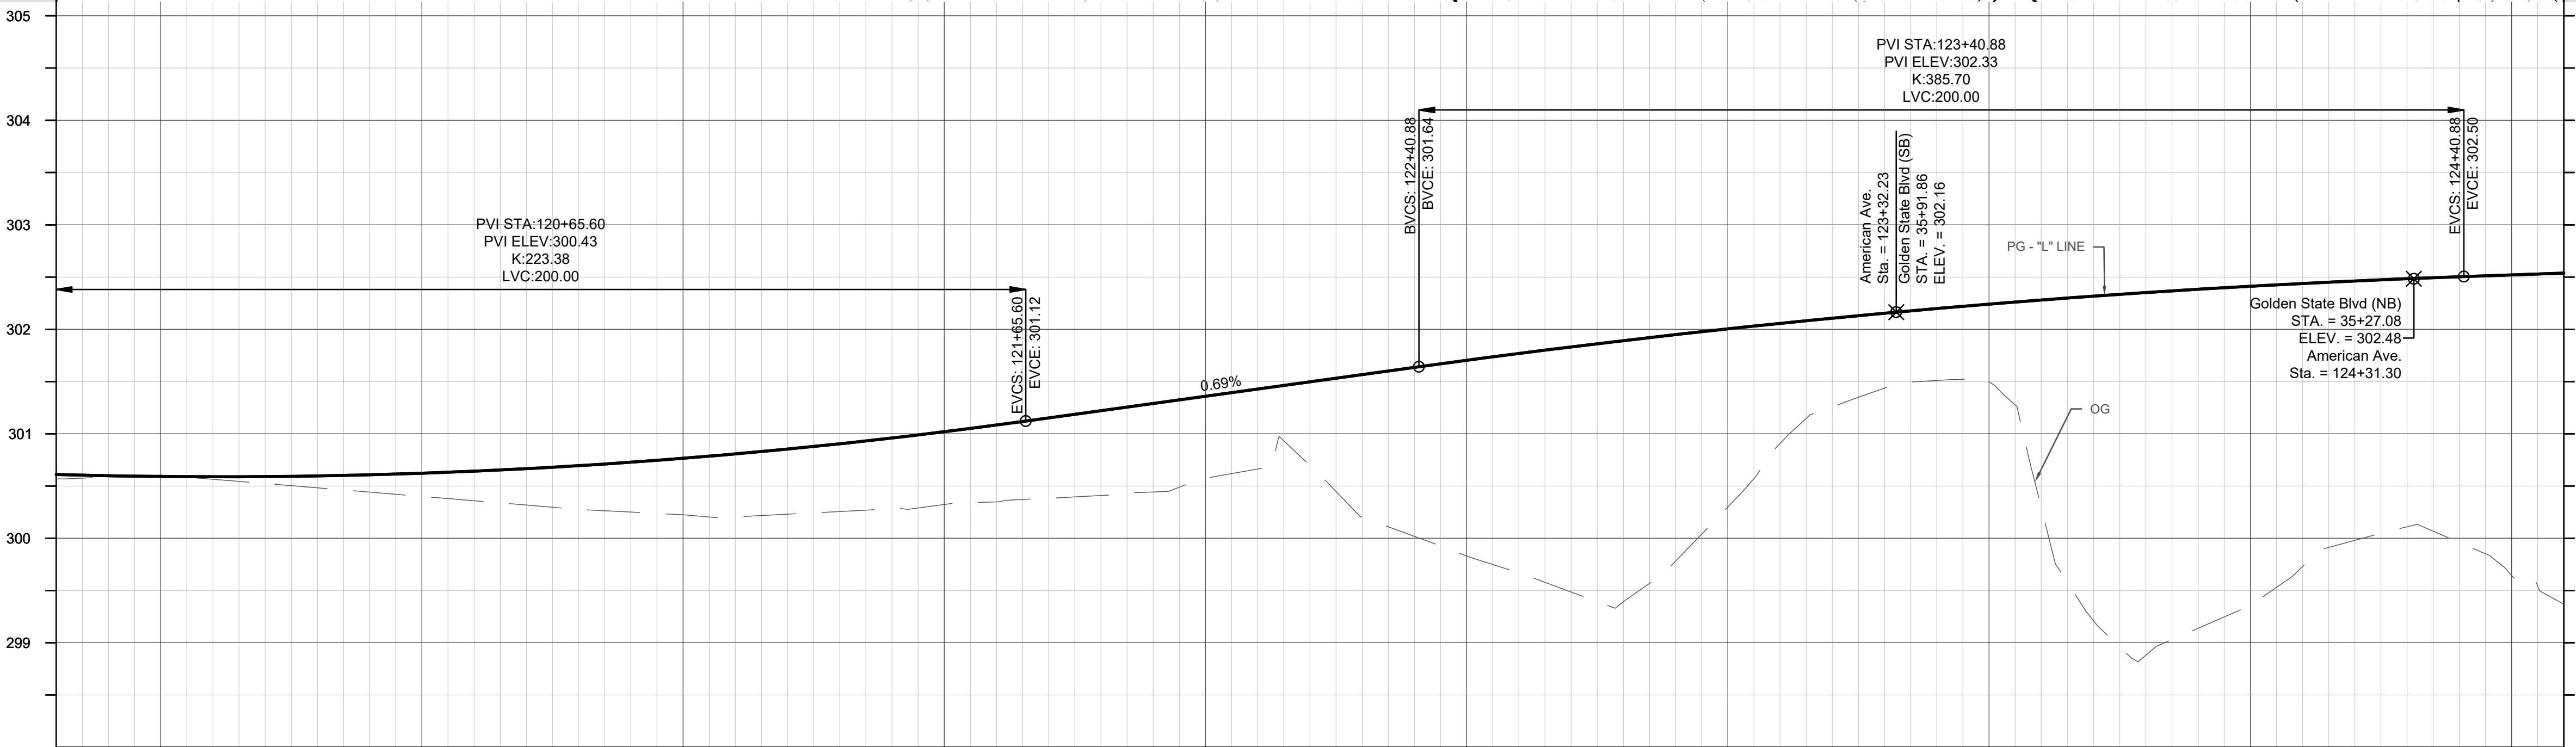 305
304
303
302
301
300
299
PVI STA:120+65.60
PVI ELEV:300.43
K:223.38
LVC:200.00
EVCS: 121+65.60
EVCE: 301.12
0.69%
BVCS: 122+40.88
BVCE: 301.64
PVI STA:123+40.88
PVI ELEV:302.33
K:385.70
LVC:200.00
American Ave.
Sta. = 123+32.23
Golden State Blvd (SB)
STA. = 35+91.86
ELEV. = 302.16
PG - "L" LINE
OG
EVCS: 124+40.88
EVCE: 302.50
Golden State Blvd (NB)
STA. = 35+27.08
ELEV. = 302.48
American Ave.
Sta. = 124+31.30